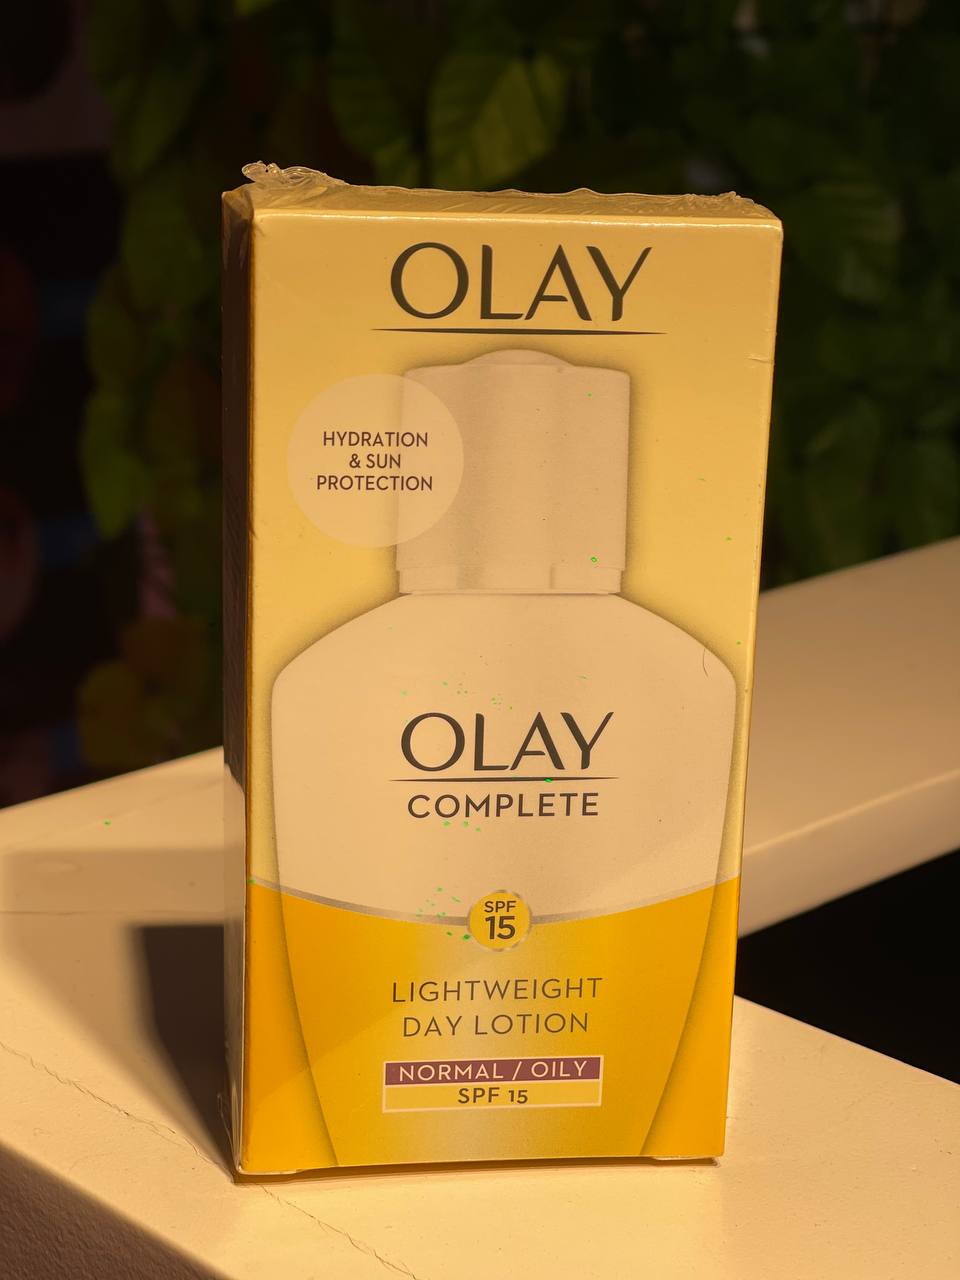 OLAY
HYDRATION
& SUN
PROTECTION
OLAY
COMPLETE
SPF
15
LIGHTWEIGHT
DAY LOTION
NORMAL / OILY
SPF 15